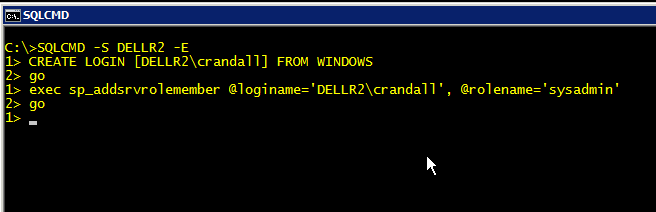 SQLCMD
C:\>SQLCMD -S DELLR2 -E
1> CREATE LOGIN [DELLR2\crandall] FROM WINDOWS
2> go
1> exec sp_addsrvrolemember @loginame='DELLR2\crandall', @rolename='sysadmin'
2> go
1> _